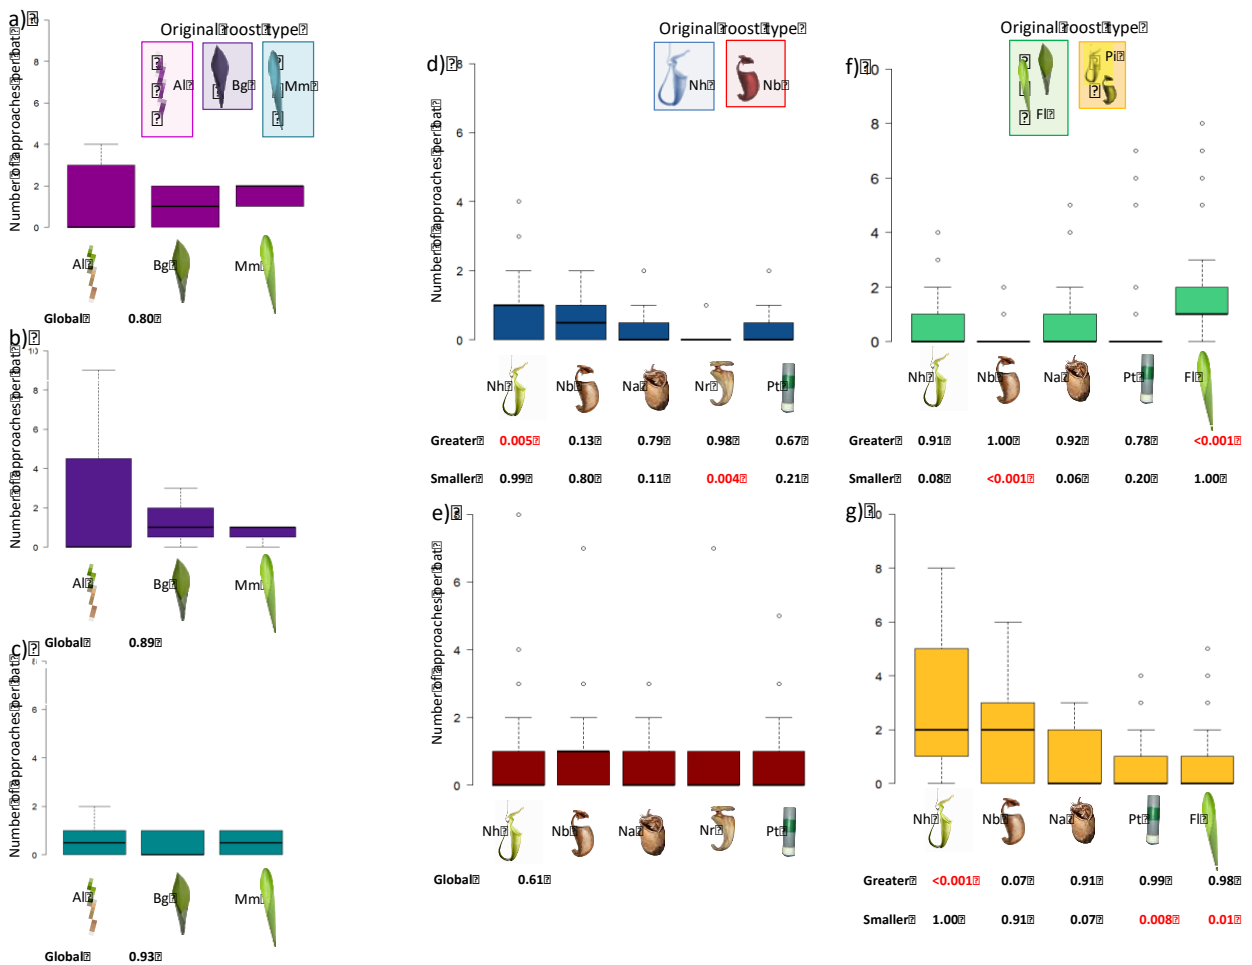 a)
Original roost type
Al
Bg
Mm
Number of approaches per bat
10
8
6
4
2
0
Al
Bg
Mm
Global 0.80
b)
Number of approaches per bat
10
8
6
4
2
0
Al
Bg
Mm
Global 0.89
c)
Number of approaches per bat
8
6
4
2
0
Al
Bg
Mm
Global 0.93
Original roost type
d)
Nh
Nb
Number of approaches per bat
8
6
4
2
0
Nh
Nb
Na
Nr
Pt
Greater 0.005 0.13 0.79 0.98 0.67
Smaller 0.99 0.80 0.11 0.004 0.21
e)
Number of approaches per bat
8
6
4
2
0
Nh
Nb
Na
Nr
Pt
Global 0.61
Original roost type
f)
Fl
Pi
10
8
6
4
2
0
Nh
Nb
Na
Pt
Fl
Greater 0.91 1.00 0.92 0.78 <0.001
Smaller 0.08 <0.001 0.06 0.20 1.00
g)
10
8
6
4
2
0
Nh
Nb
Na
Pt
Fl
Greater <0.001 0.07 0.91 0.99 0.98
Smaller 1.00 0.91 0.07 0.008 0.01